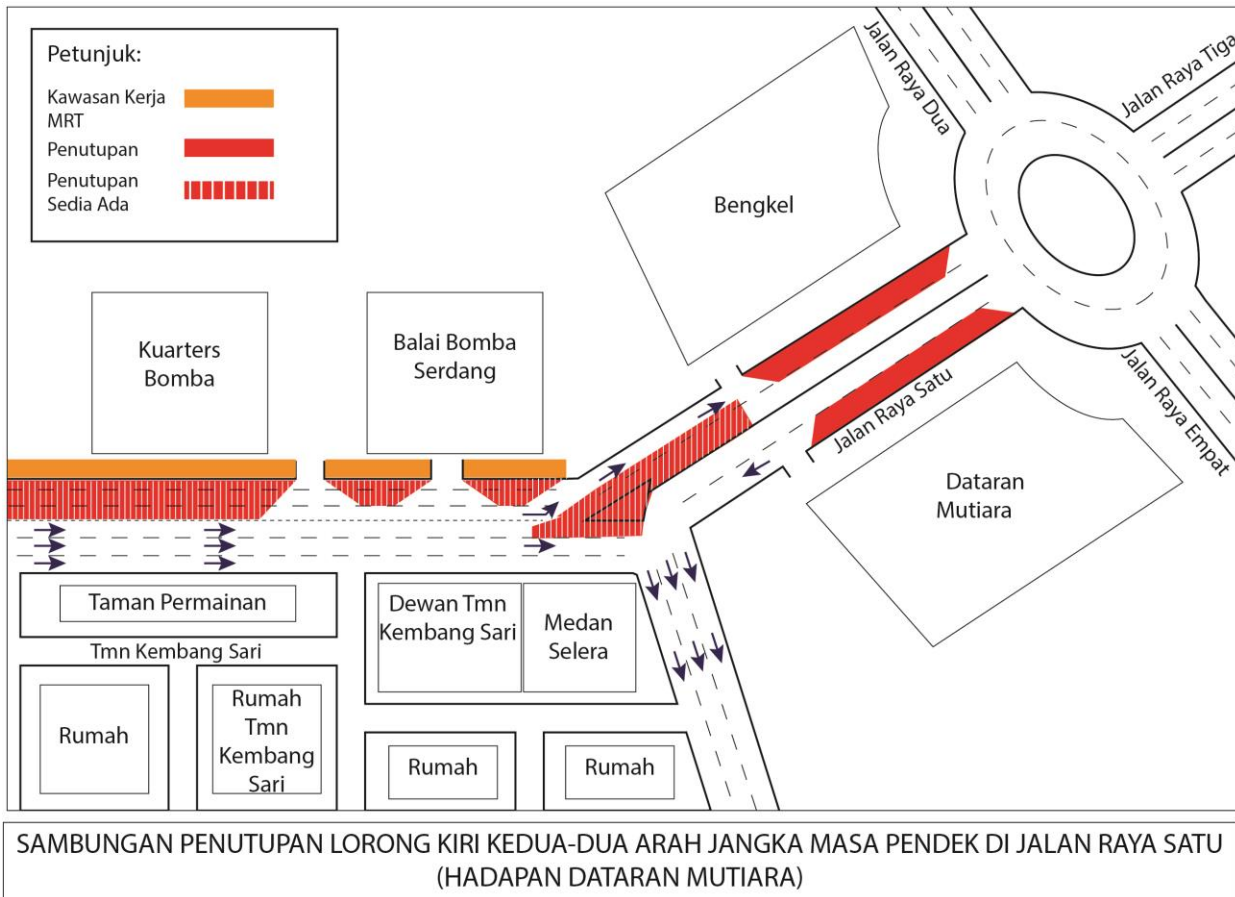 Petunjuk:
Kawasan Kerja
MRT
Penutupan
Penutupan
Sedia Ada
Jalan Raya Dua
Jalan Raya Tiga
Bengkel
Kuarters
Bomba
Balai Bomba
Serdang
Jalan Raya Satu
Jalan Raya Empat
Dataran
Mutiara
Taman Permainan
Tmn Kembang Sari
Dewan Tmn
Kembang Sari
Medan
Selera
Rumah
Rumah
Tmn
Kembang
Sari
Rumah
Rumah
SAMBUNGAN PENUTUPAN LORONG KIRI KEDUA-DUA ARAH JANGKA MASA PENDEK DI JALAN RAYA SATU
(HADAPAN DATARAN MUTIARA)